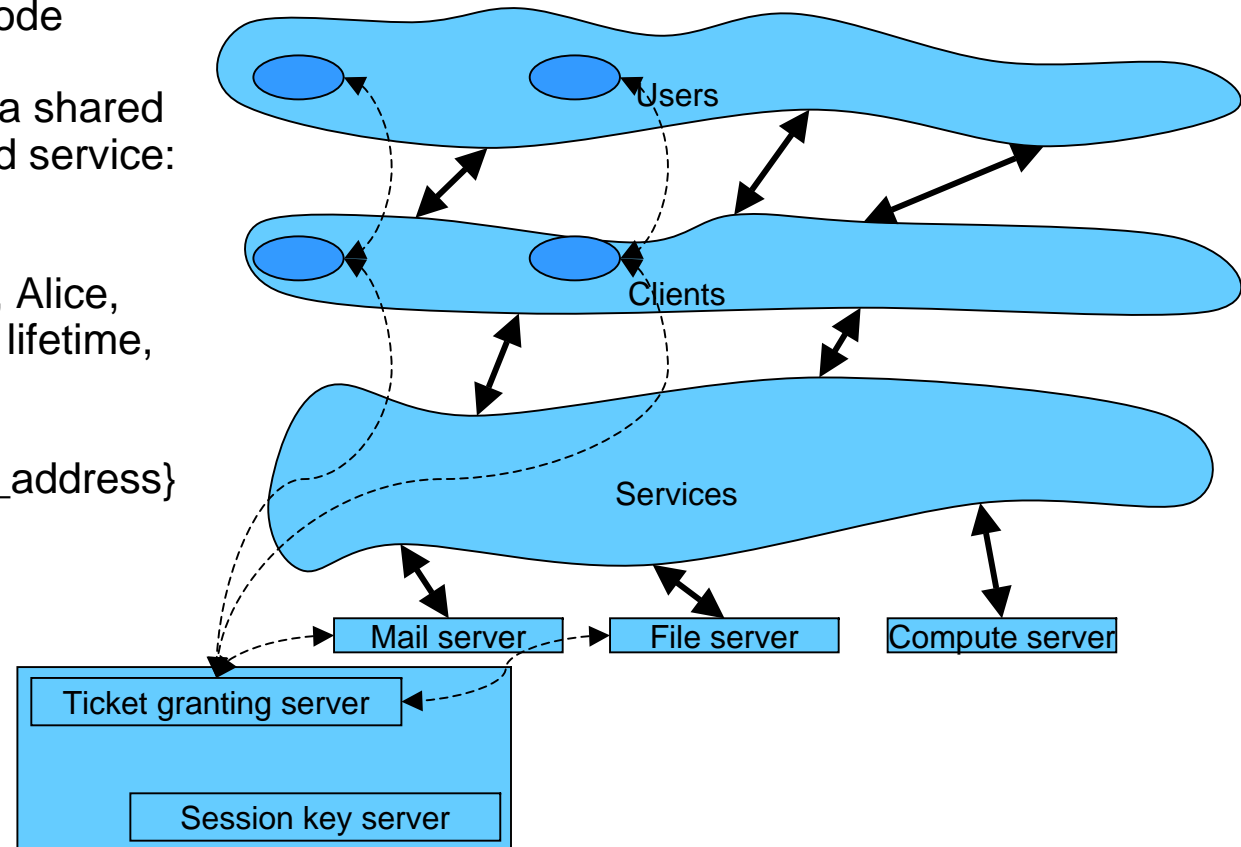 ode
a shared
d service:
, Alice,
lifetime,
_address}
Users
Clients
Services
Mail server
File server
Compute server
Ticket granting server
Session key server